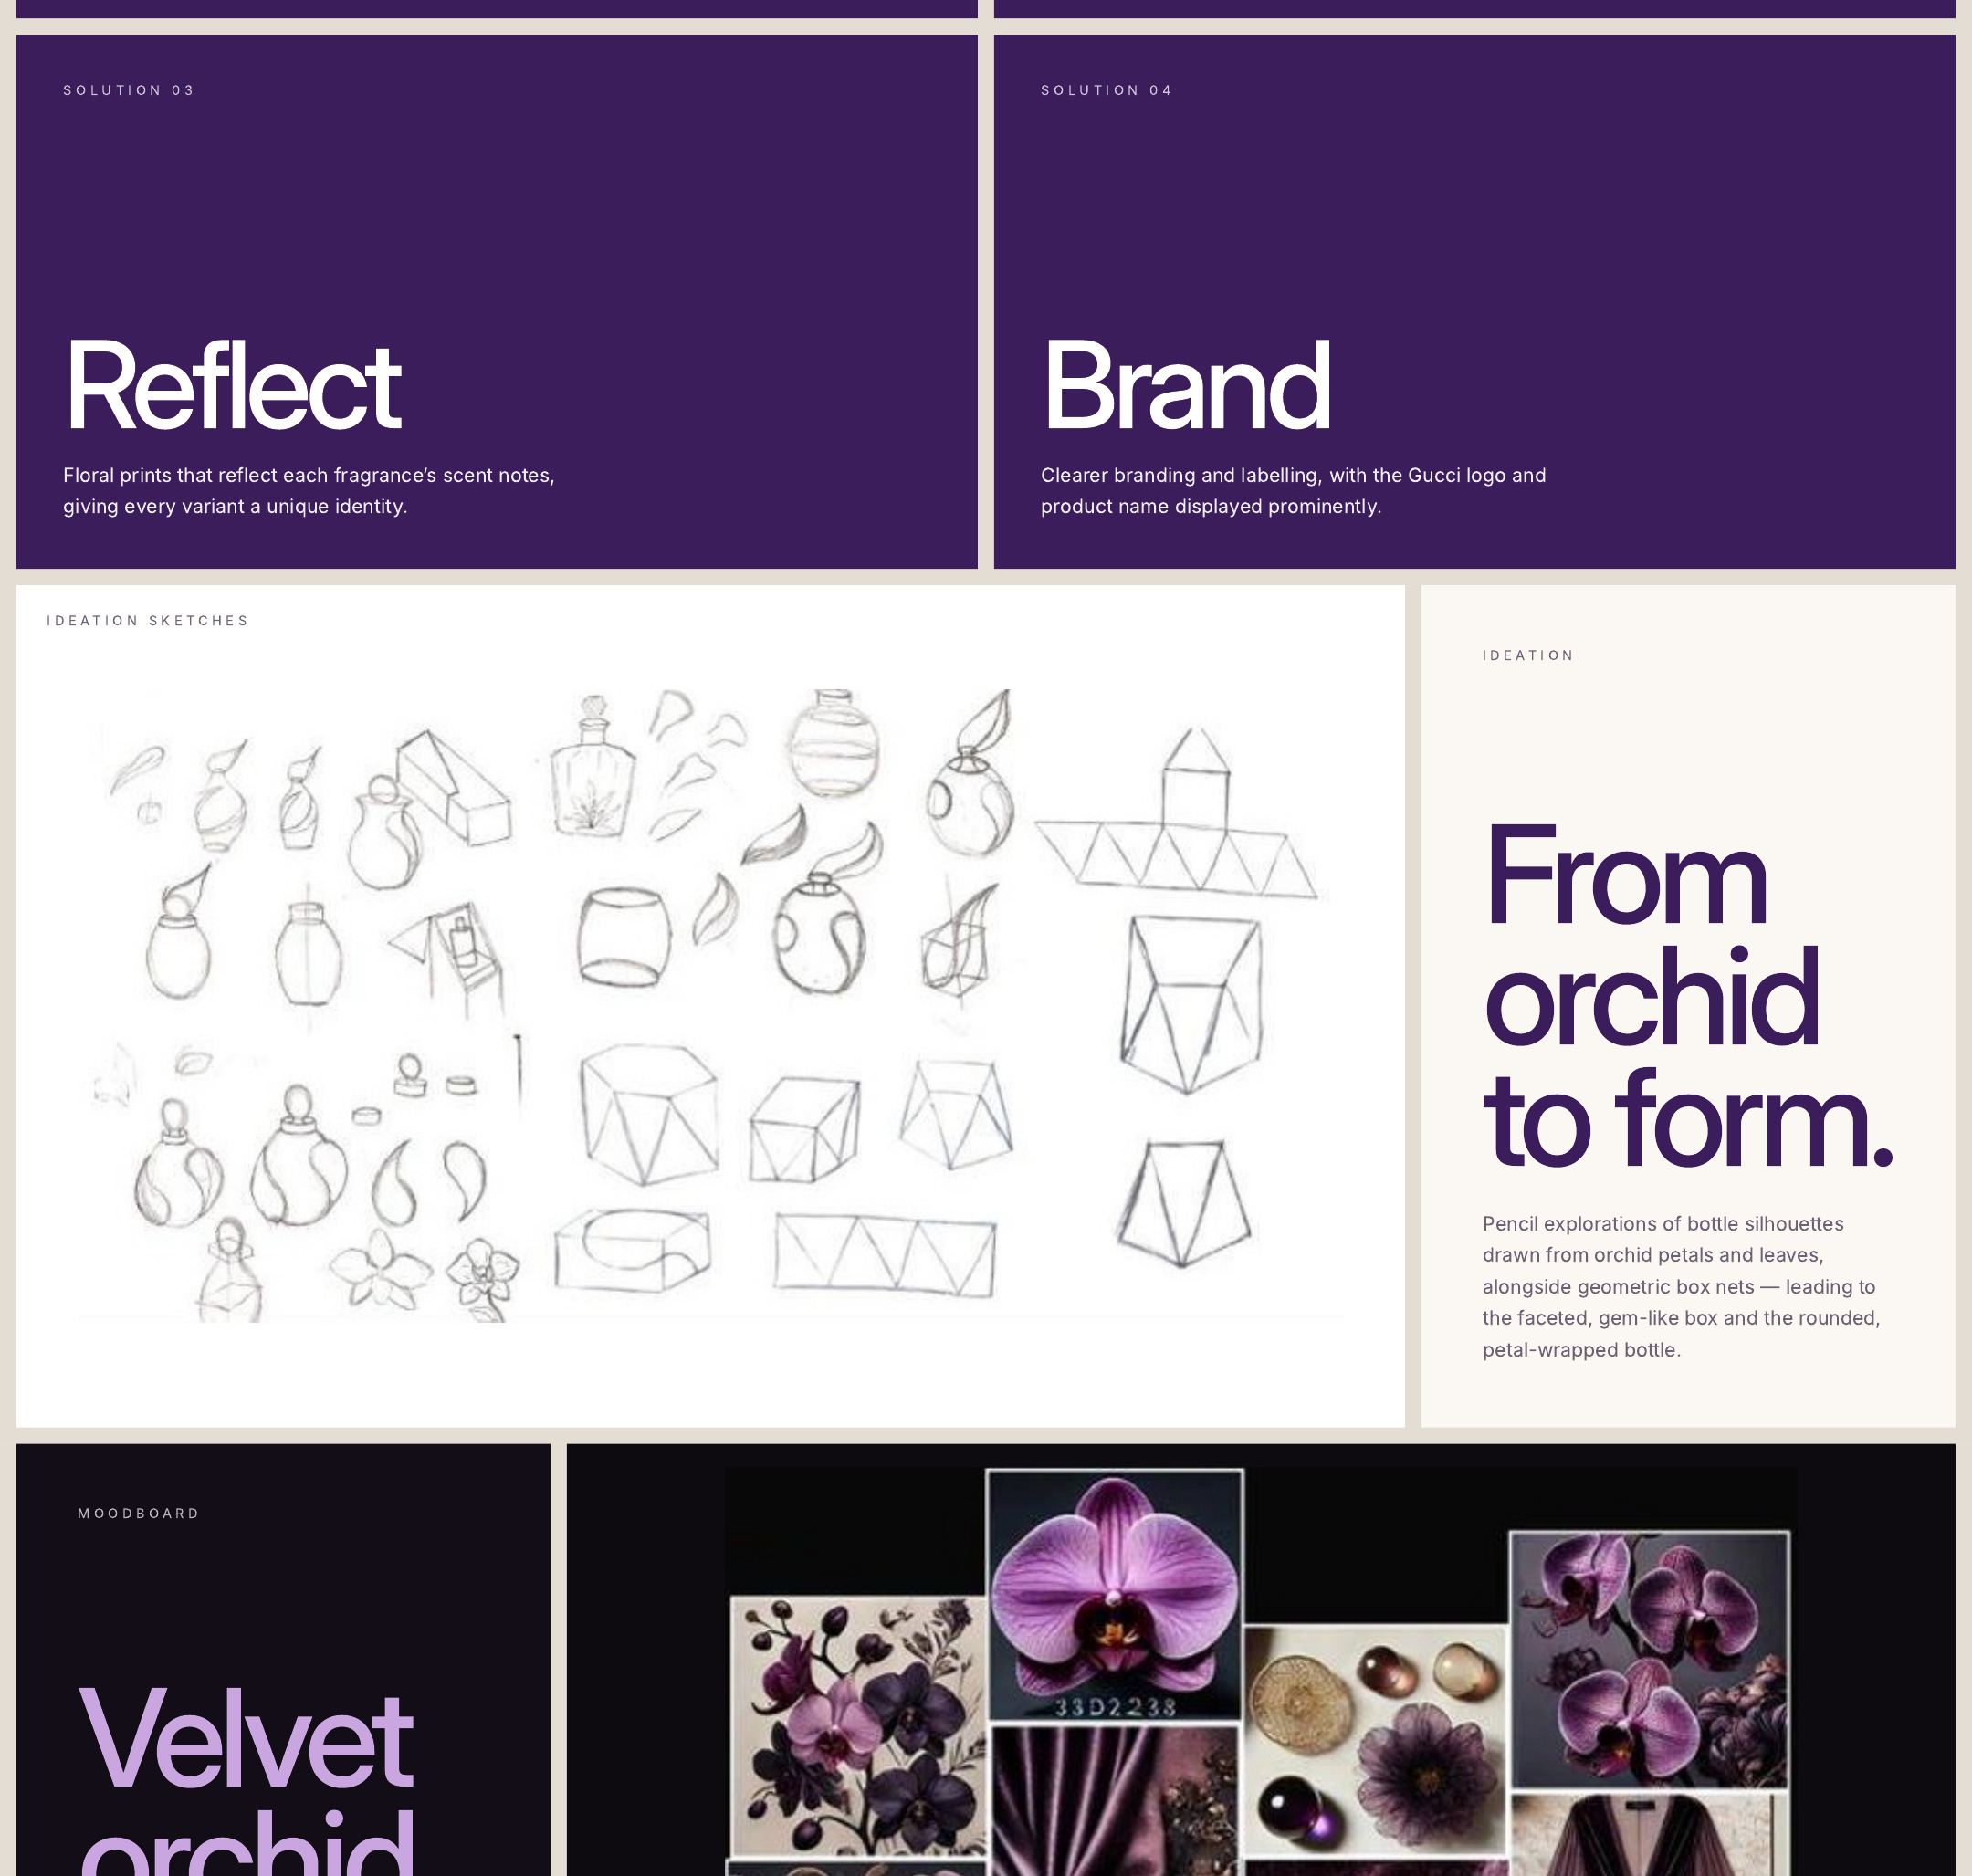 SOLUTION 03
Reflect
Floral prints that reflect each fragrance’s scent notes,
giving every variant a unique identity.
SOLUTION 04
Brand
Clearer branding and labelling, with the Gucci logo and
product name displayed prominently.
IDEATION SKETCHES
IDEATION
From
orchid
to form.
Pencil explorations of bottle silhouettes
drawn from orchid petals and leaves,
alongside geometric box nets — leading to
the faceted, gem-like box and the rounded,
petal-wrapped bottle.
MOODBOARD
Velvet
orchid
33D2238